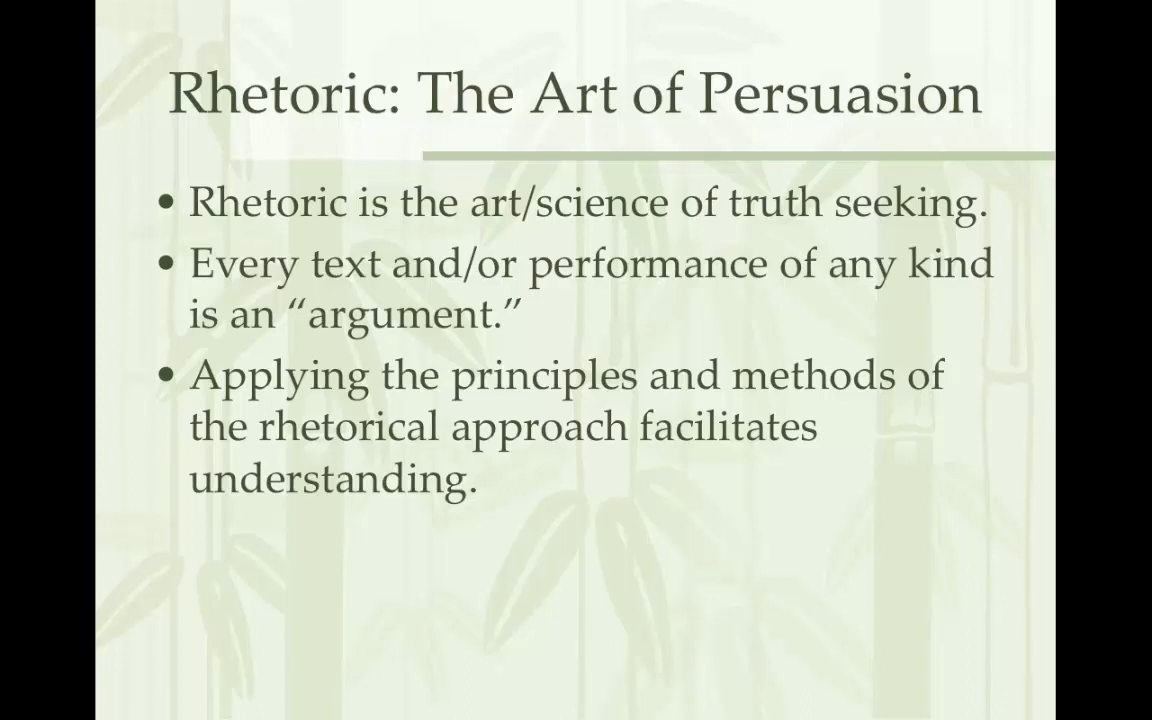 Rhetoric: The Art of Persuasion
• Rhetoric is the art/science of truth seeking.
• Every text and/or performance of any kind
is an “argument.”
• Applying the principles and methods of
the rhetorical approach facilitates
understanding.